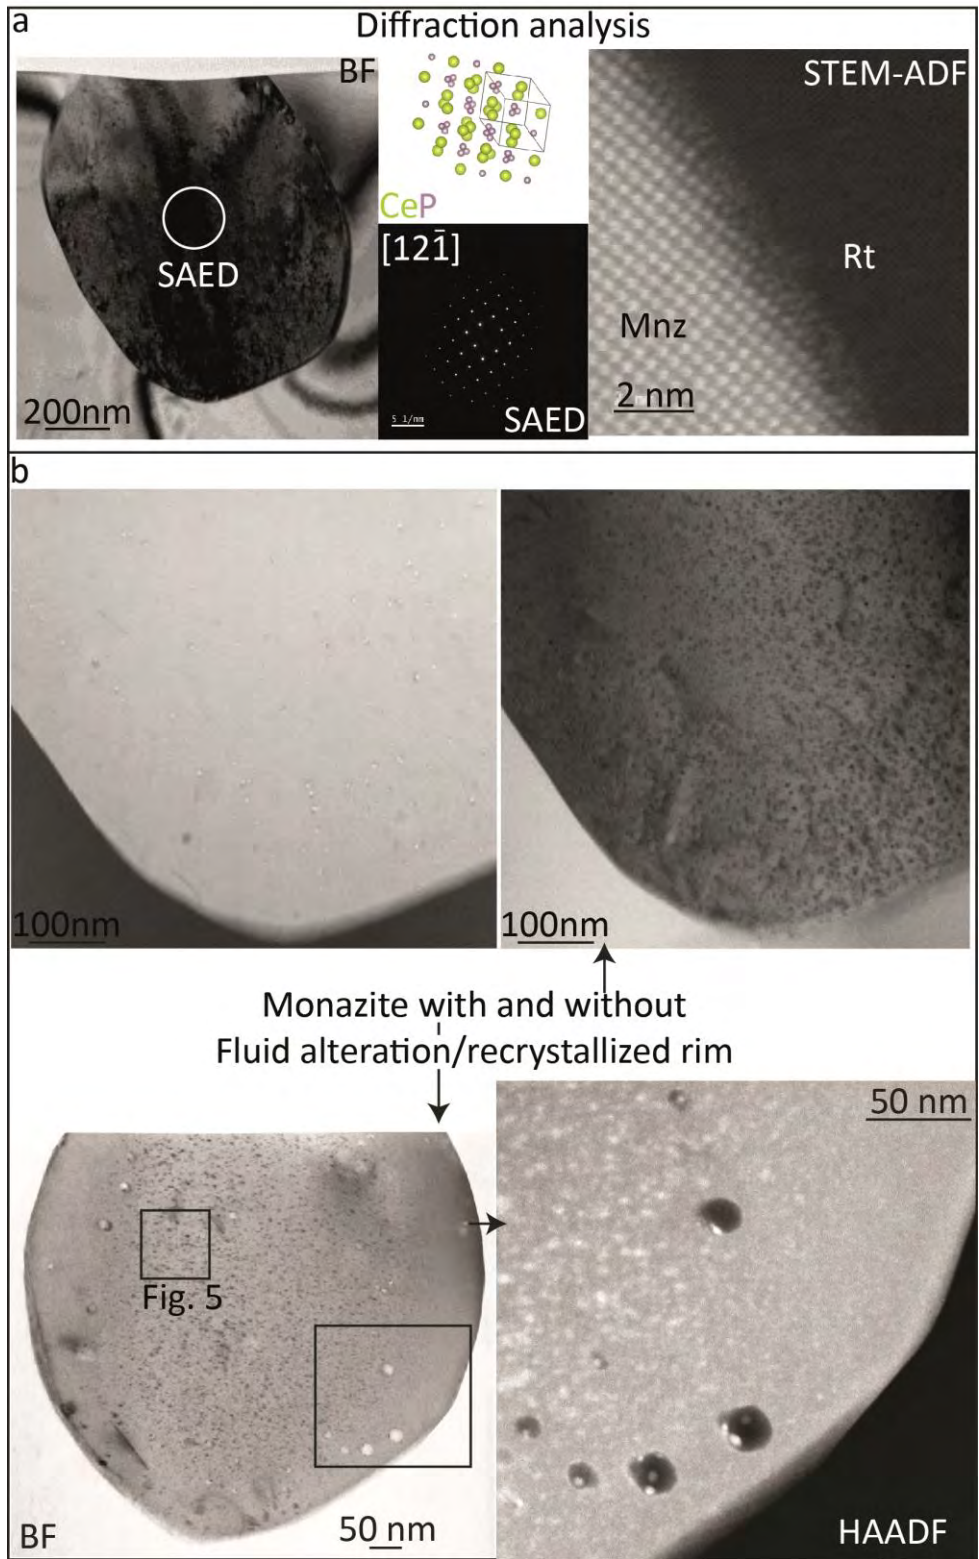 a
Diffraction analysis
BF
SAED
200nm
CeP
[121̄]
5 1/nm
SAED
STEM-ADF
Rt
Mnz
2 nm
b
100nm
100nm
Monazite with and without
Fluid alteration/recrystallized rim
Fig. 5
BF
50 nm
50 nm
HAADF